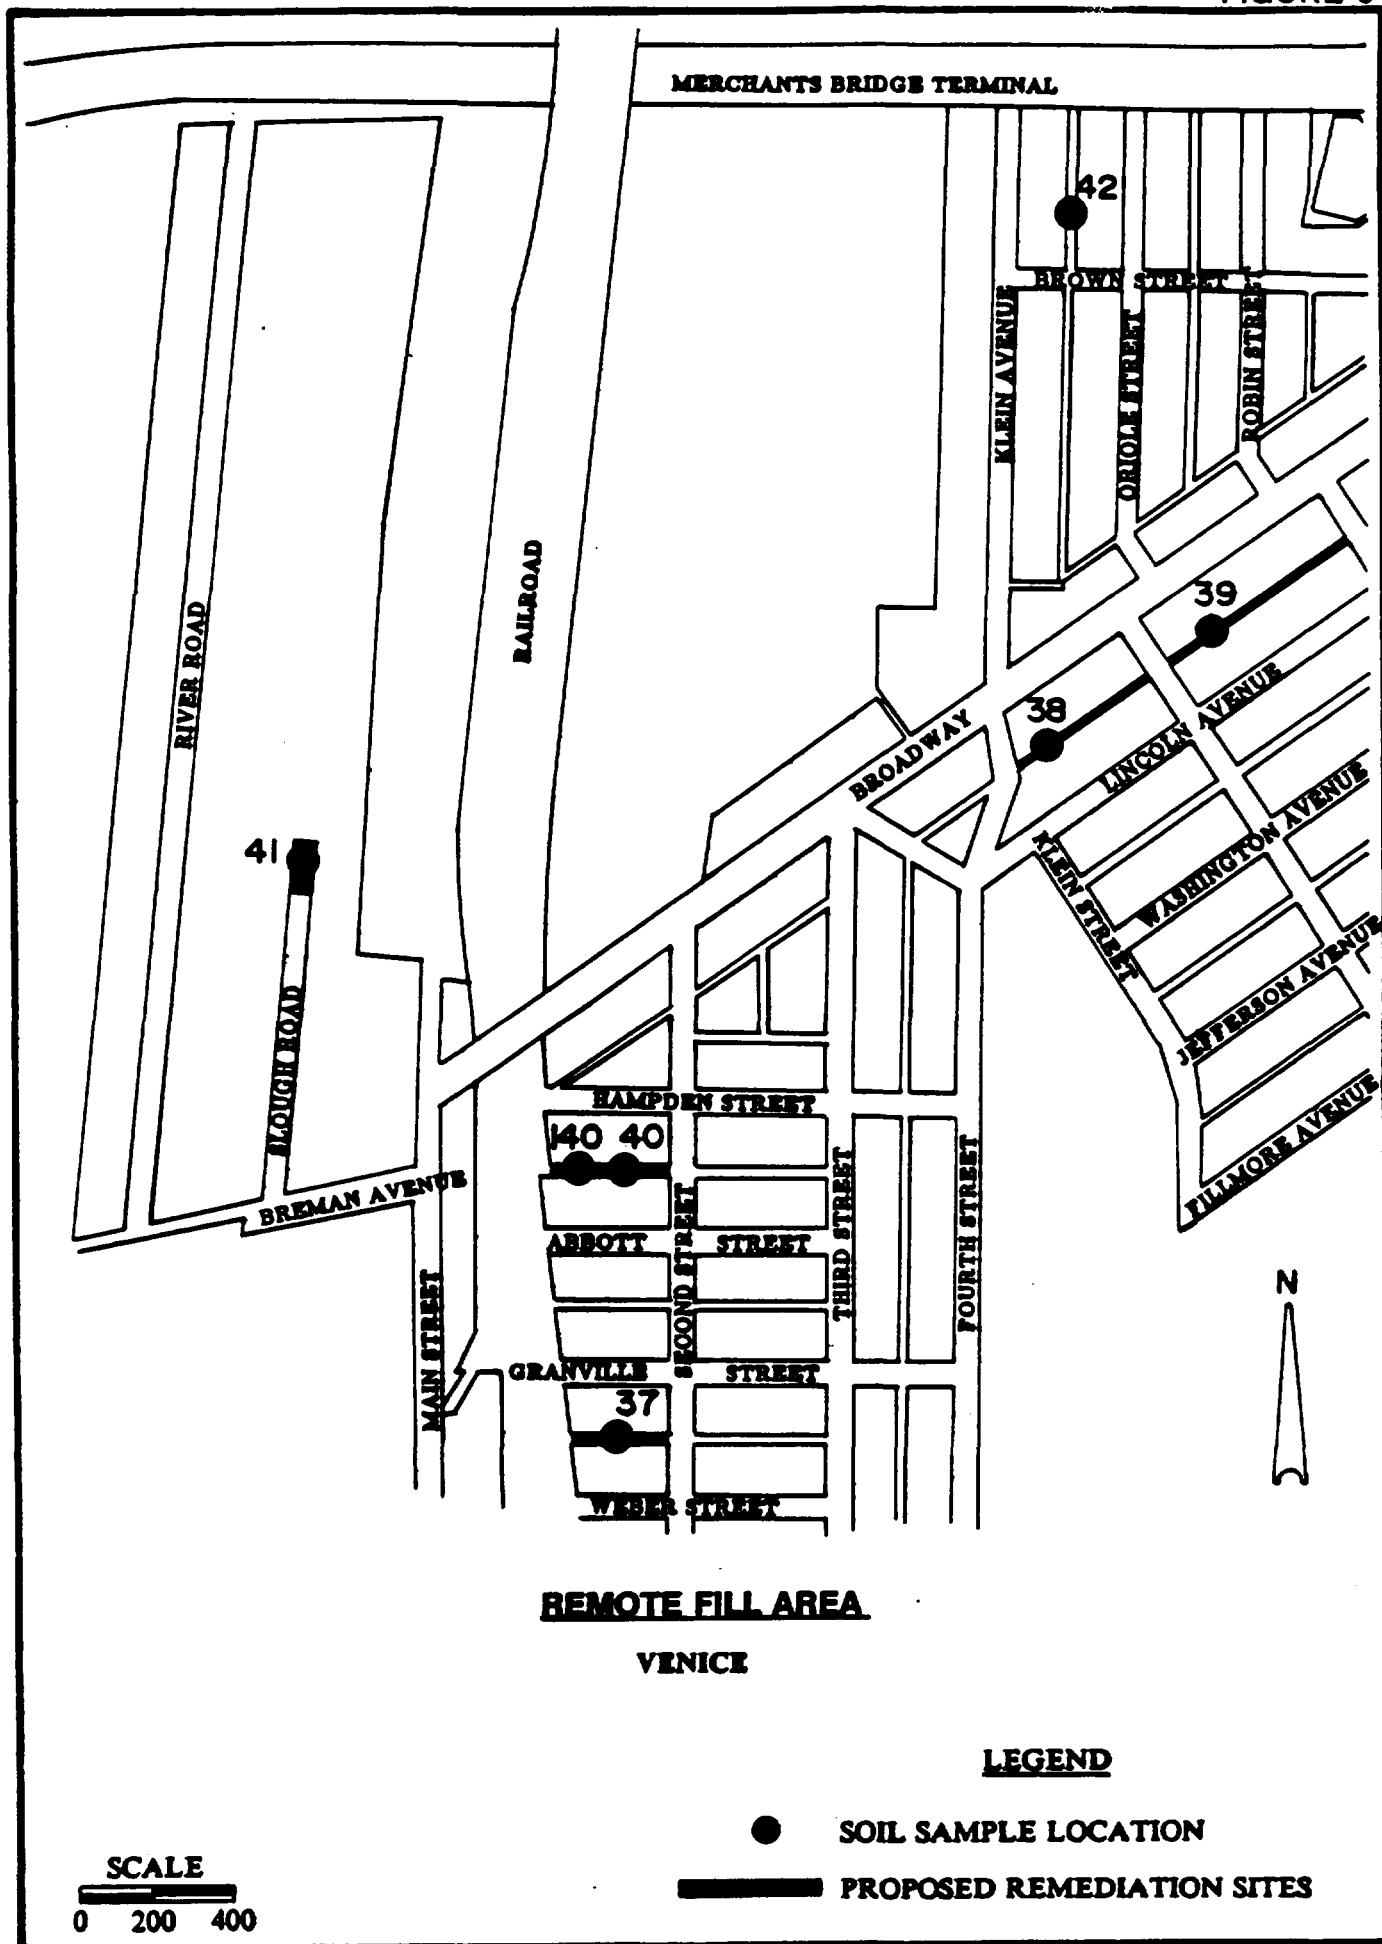 MERCHANTS BRIDGE TERMINAL
42
BROWN STREET
KLEIN AVENUE
ORIOLE STREET
ROBIN STREET
RAILROAD
RIVER ROAD
39
38
BROADWAY
LINCOLN AVENUE
WASHINGTON AVENUE
KLEIN STREET
JEFFERSON AVENUE
FILLMORE AVENUE
41
SLOUGH ROAD
BREMAN AVENUE
HAMPDEN STREET
140 40
ABBOTT STREET
SECOND STREET
THIRD STREET
FOURTH STREET
MAIN STREET
GRANVILLE STREET
37
WEBER STREET
N
REMOTE FILL AREA
VENICE
LEGEND
SOIL SAMPLE LOCATION
PROPOSED REMEDIATION SITES
SCALE
0 200 400